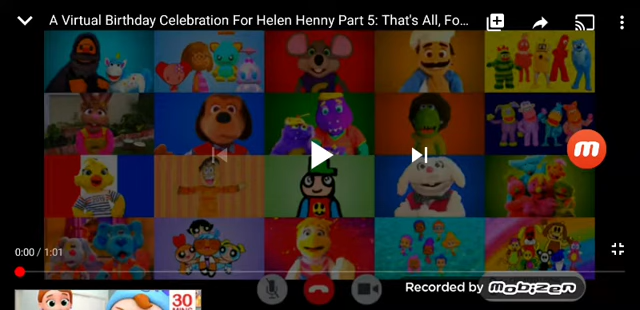 A Virtual Birthday Celebration For Helen Henny Part 5: That's All, Fo...
0:00 / 1:01
Recorded by MOBIZEN
30
MINS